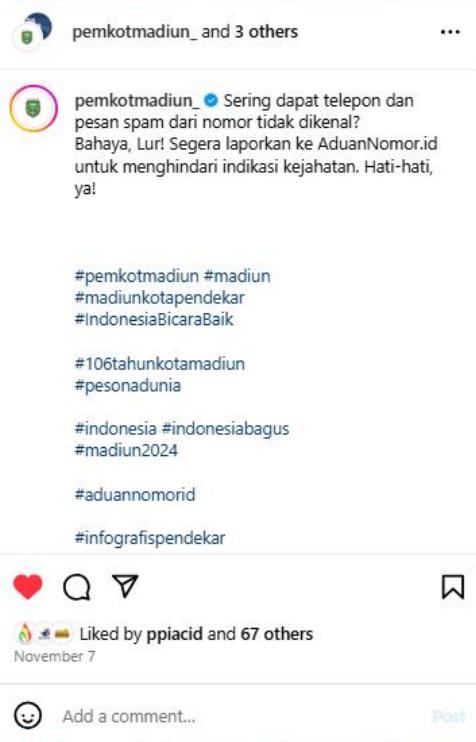 pemkotmadiun_ and 3 others
pemkotmadiun_ Sering dapat telepon dan
pesan spam dari nomor tidak dikenal?
Bahaya, Lur! Segera laporkan ke AduanNomor.id
untuk menghindari indikasi kejahatan. Hati-hati,
ya!
#pemkotmadiun #madiun
#madiunkotapendekar
#IndonesiaBicaraBaik
#106tahunkotamadiun
#pesonadunia
#indonesia #indonesiabagus
#madiun2024
#aduannomorid
#infografispendekar
Liked by ppiacid and 67 others
November 7
Add a comment...
Post